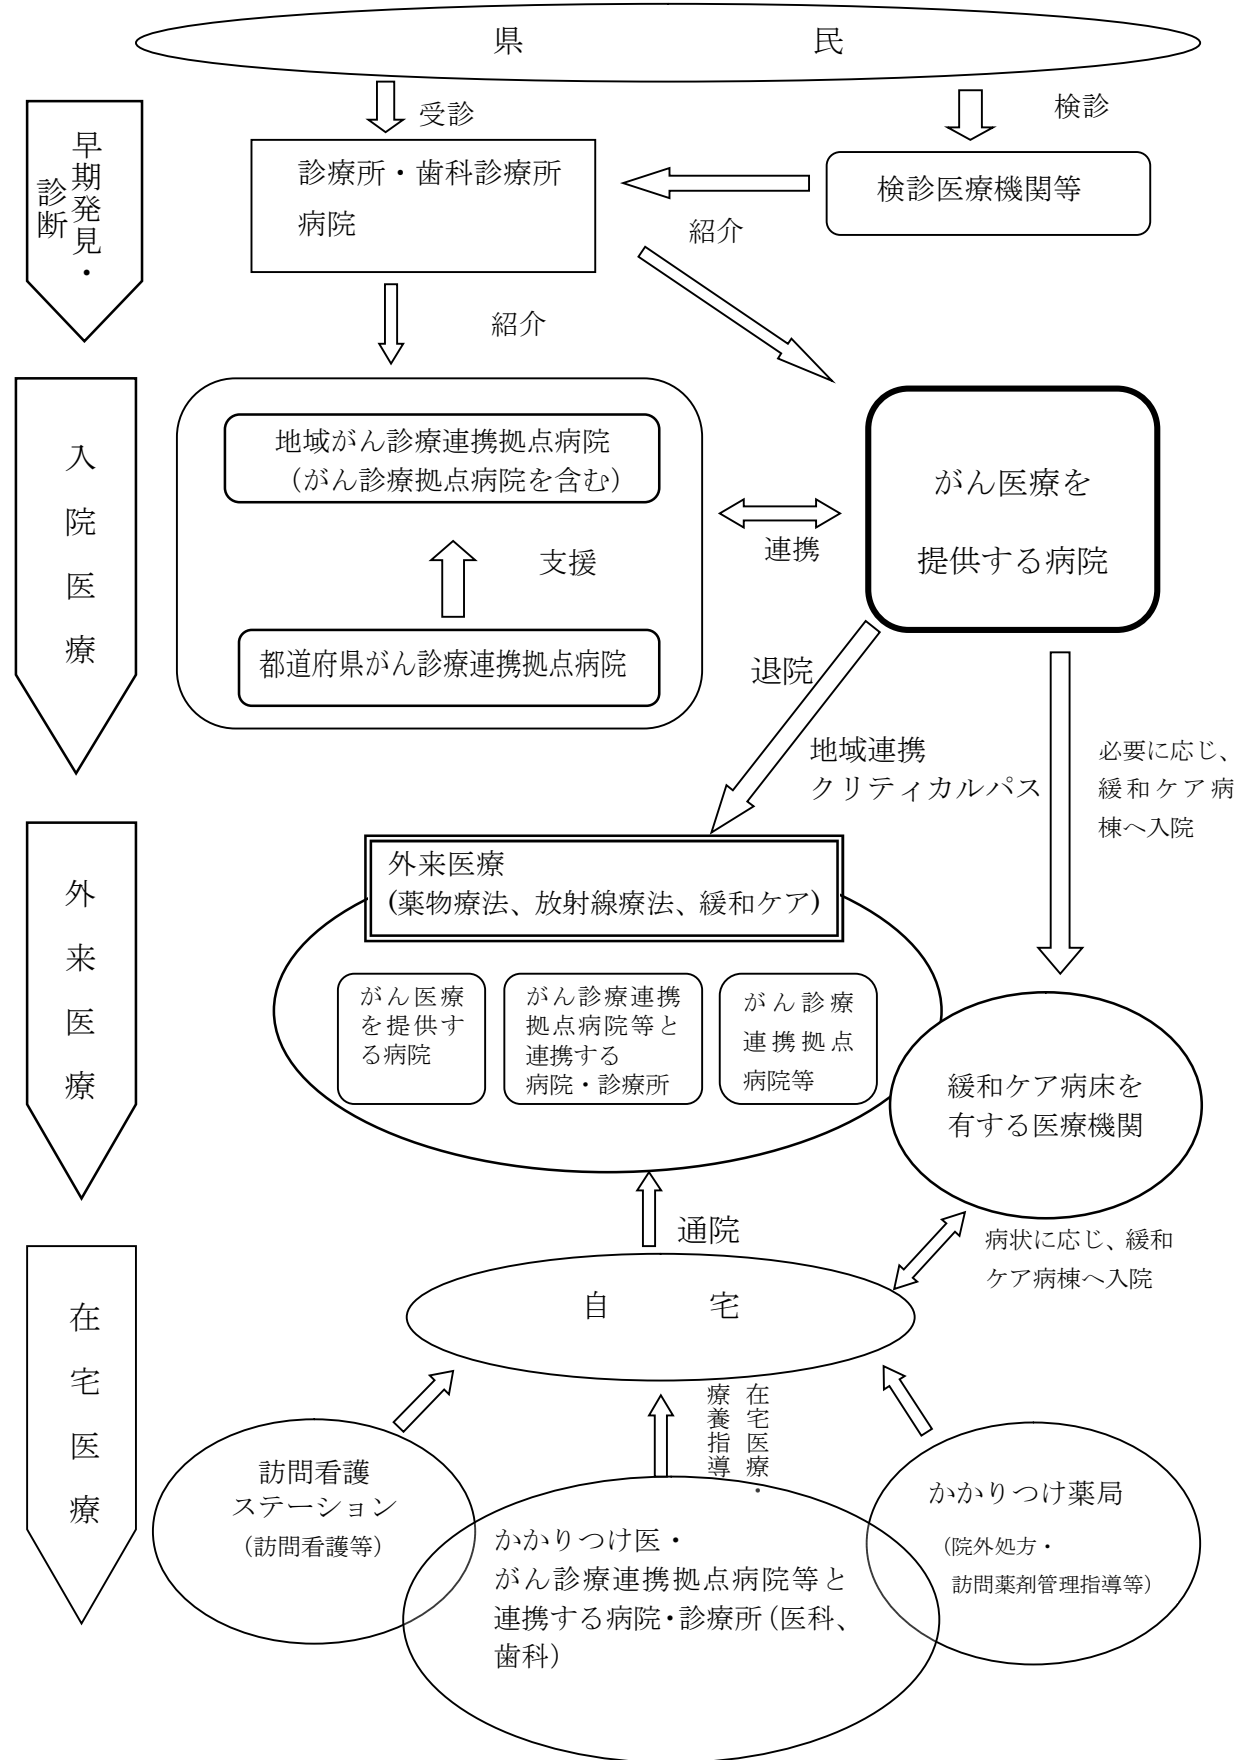 県　民
受診
検診
早期発見・
診断
診療所・歯科診療所
病院
検診医療機関等
紹介
紹介
入院医療
地域がん診療連携拠点病院
（がん診療拠点病院を含む）
支援
都道府県がん診療連携拠点病院
連携
がん医療を
提供する病院
退院
地域連携
クリティカルパス
必要に応じ、
緩和ケア病
棟へ入院
外来医療
外来医療
(薬物療法、放射線療法、緩和ケア)
がん医療
を提供す
る病院
がん診療連携
拠点病院等と
連携する
病院・診療所
がん診療
連携拠点
病院等
緩和ケア病床を
有する医療機関
通院
病状に応じ、緩和
ケア病棟へ入院
在宅医療
自　宅
在宅医療・
療養指導
訪問看護
ステーション
（訪問看護等）
かかりつけ医・
がん診療連携拠点病院等と
連携する病院・診療所（医科、
歯科）
かかりつけ薬局
（院外処方・
訪問薬剤管理指導等）